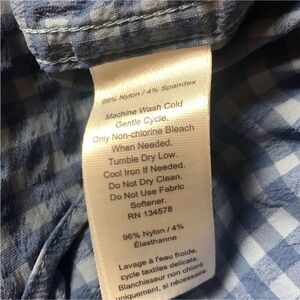 96% Nylon / 4% Spandex
Machine Wash Cold
Gentle Cycle.
Only Non-chlorine Bleach
When Needed.
Tumble Dry Low.
Cool Iron If Needed.
Do Not Dry Clean.
Do Not Use Fabric
Softener.
RN 134578
96% Nylon / 4%
Élasthanne
Lavage à l'eau froide,
cycle textiles délicats.
Blanchisseur non chloré
uniquement, si nécessaire.